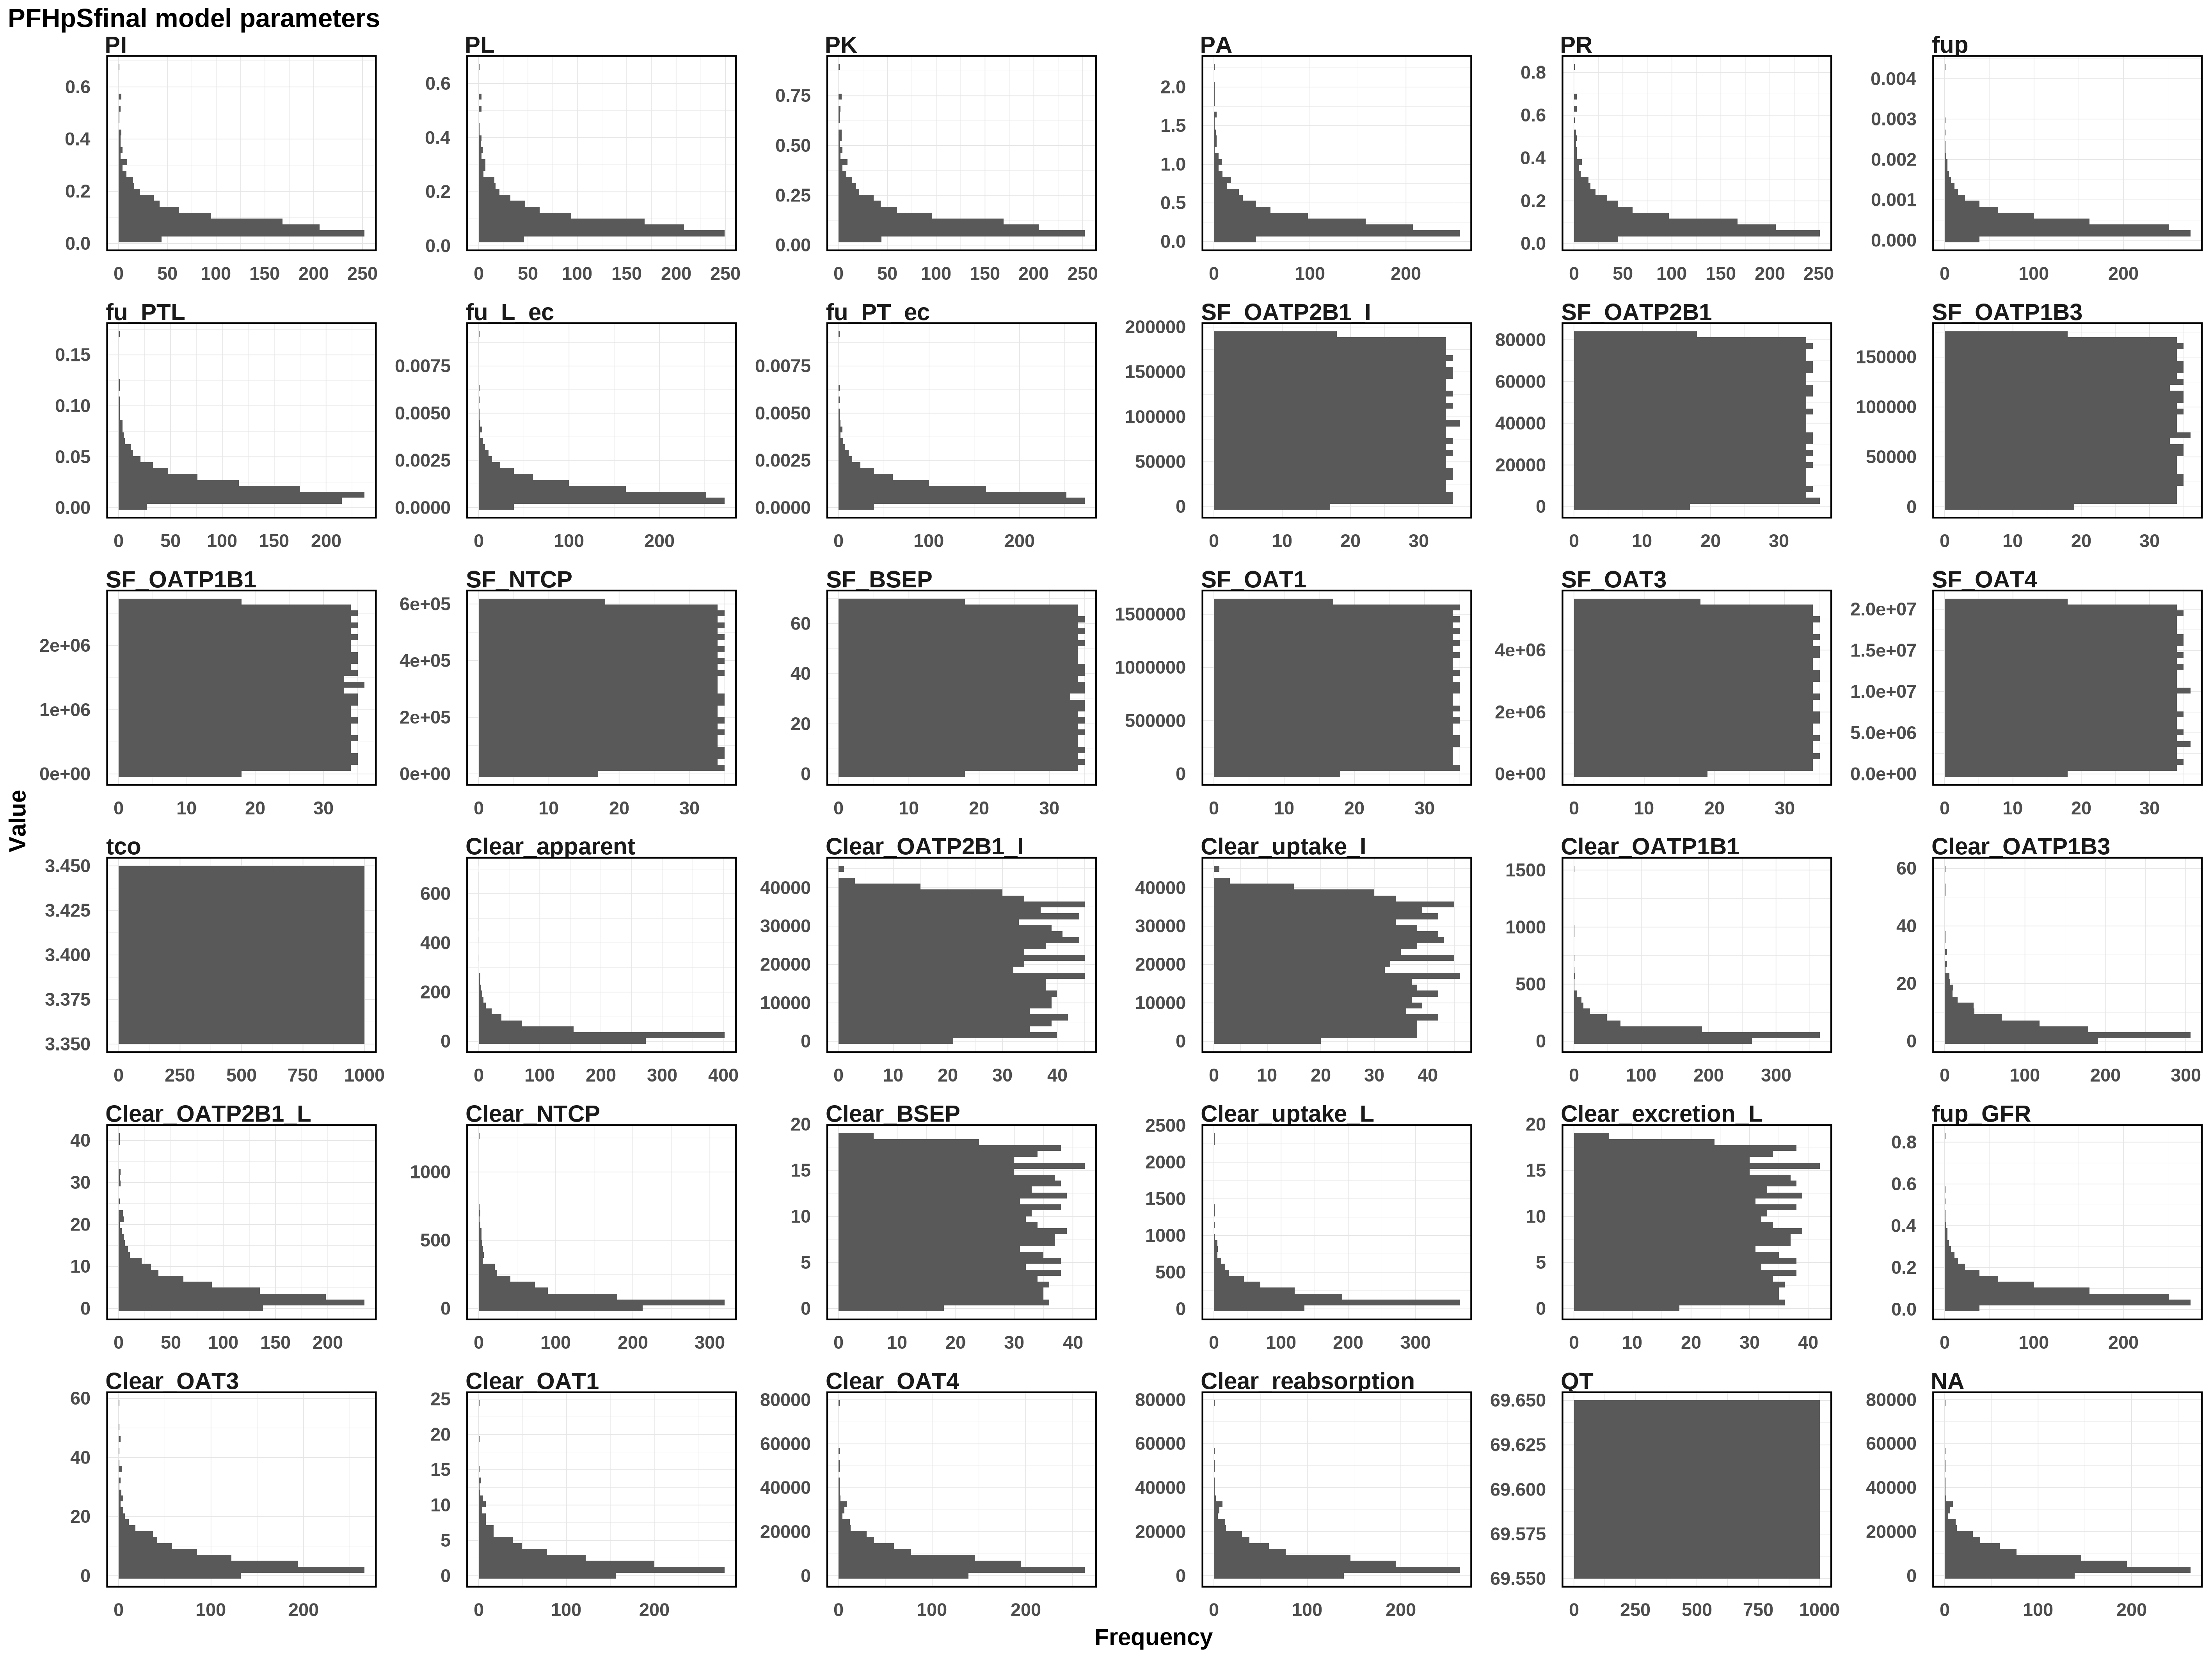 PFHpSfinal model parameters
PI PL PK PA PR fup
0.6 0.4 0.2 0.0
0 50 100 150 200 250
0.6 0.4 0.2 0.0
0 50 100 150 200 250
0.75 0.50 0.25 0.00
0 50 100 150 200 250
2.0 1.5 1.0 0.5 0.0
0 100 200
0.8 0.6 0.4 0.2 0.0
0 50 100 150 200 250
0.004 0.003 0.002 0.001 0.000
0 100 200
fu_PTL fu_L_ec fu_PT_ec SF_OATP2B1_I SF_OATP2B1 SF_OATP1B3
0.15 0.10 0.05 0.00
0 50 100 150 200
0.0075 0.0050 0.0025 0.0000
0 100 200
0.0075 0.0050 0.0025 0.0000
0 100 200
200000 150000 100000 50000 0
0 10 20 30
80000 60000 40000 20000 0
0 10 20 30
150000 100000 50000 0
0 10 20 30
SF_OATP1B1 SF_NTCP SF_BSEP SF_OAT1 SF_OAT3 SF_OAT4
2e+06 1e+06 0e+00
0 10 20 30
6e+05 4e+05 2e+05 0e+00
0 10 20 30
60 40 20 0
0 10 20 30
1500000 1000000 500000 0
0 10 20 30
4e+06 2e+06 0e+00
0 10 20 30
2.0e+07 1.5e+07 1.0e+07 5.0e+06 0.0e+00
0 10 20 30
Value
tco Clear_apparent Clear_OATP2B1_I Clear_uptake_I Clear_OATP1B1 Clear_OATP1B3
3.450 3.425 3.400 3.375 3.350
0 250 500 750 1000
600 400 200 0
0 100 200 300 400
40000 30000 20000 10000 0
0 10 20 30 40
40000 30000 20000 10000 0
0 10 20 30 40
1500 1000 500 0
0 100 200 300
60 40 20 0
0 100 200 300
Clear_OATP2B1_L Clear_NTCP Clear_BSEP Clear_uptake_L Clear_excretion_L fup_GFR
40 30 20 10 0
0 50 100 150 200
1000 500 0
0 100 200 300
20 15 10 5 0
0 10 20 30 40
2500 2000 1500 1000 500 0
0 100 200 300
20 15 10 5 0
0 10 20 30 40
0.8 0.6 0.4 0.2 0.0
0 100 200
Clear_OAT3 Clear_OAT1 Clear_OAT4 Clear_reabsorption QT NA
60 40 20 0
0 100 200
25 20 15 10 5 0
0 100 200
80000 60000 40000 20000 0
0 100 200
80000 60000 40000 20000 0
0 100 200
69.650 69.625 69.600 69.575 69.550
0 250 500 750 1000
80000 60000 40000 20000 0
0 100 200
Frequency